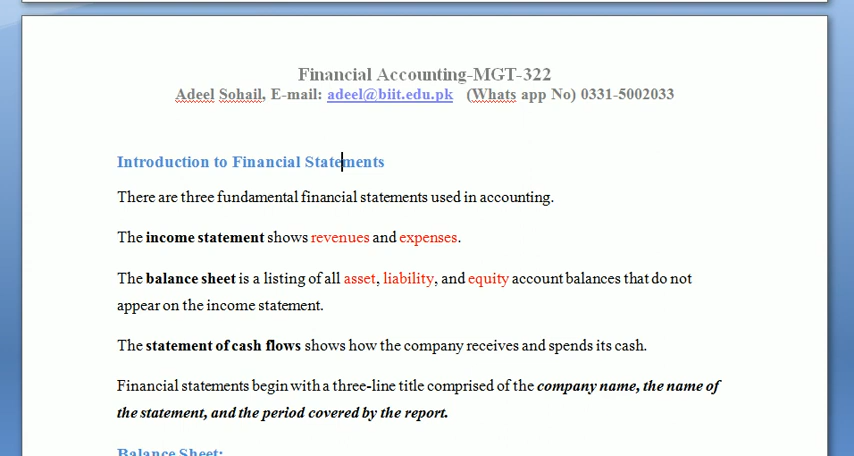 Financial Accounting-MGT-322
Adeel Sohail, E-mail: adeel@biit.edu.pk (Whats app No) 0331-5002033
Introduction to Financial Statements
There are three fundamental financial statements used in accounting.
The income statement shows revenues and expenses.
The balance sheet is a listing of all asset, liability, and equity account balances that do not
appear on the income statement.
The statement of cash flows shows how the company receives and spends its cash.
Financial statements begin with a three-line title comprised of the company name, the name of
the statement, and the period covered by the report.
Balance Sheet: